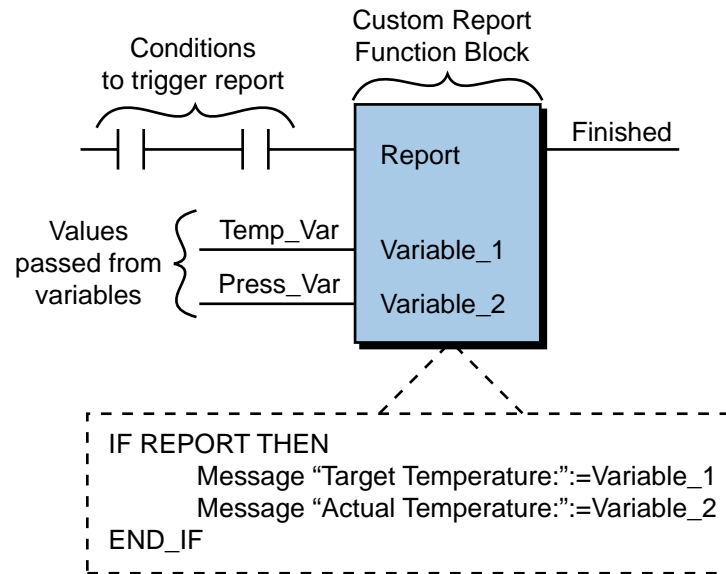 Conditions
to trigger report
Custom Report
Function Block
Report
Finished
Values
passed from
variables
Temp_Var
Variable_1
Press_Var
Variable_2
IF REPORT THEN
Message “Target Temperature:”:=Variable_1
Message “Actual Temperature:”:=Variable_2
END_IF